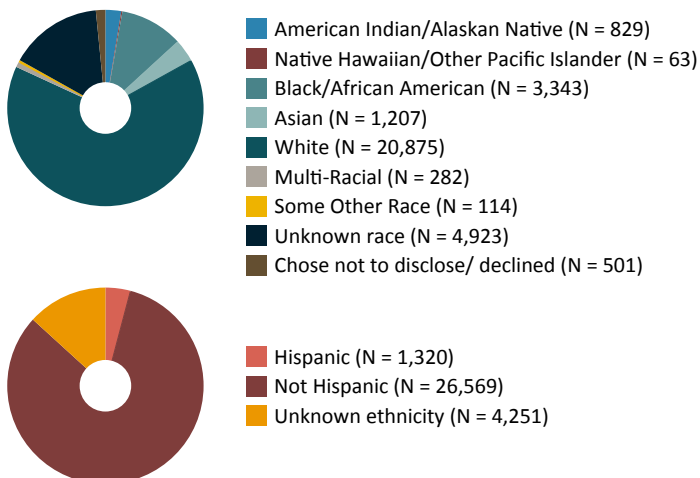 American Indian/Alaskan Native (N = 829)
Native Hawaiian/Other Pacific Islander (N = 63)
Black/African American (N = 3,343)
Asian (N = 1,207)
White (N = 20,875)
Multi-Racial (N = 282)
Some Other Race (N = 114)
Unknown race (N = 4,923)
Chose not to disclose/ declined (N = 501)
Hispanic (N = 1,320)
Not Hispanic (N = 26,569)
Unknown ethnicity (N = 4,251)